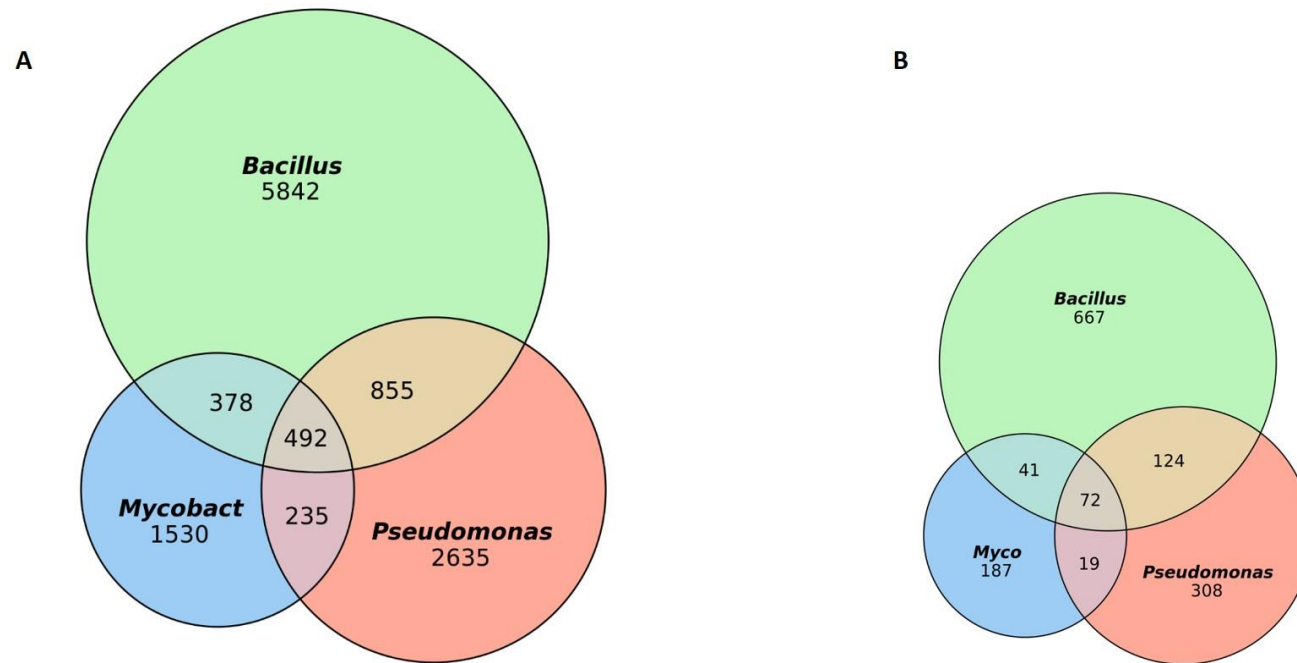 A
Bacillus
5842
378
855
492
Mycobact
1530
235
Pseudomonas
2635
B
Bacillus
667
41
124
72
Myco
187
19
Pseudomonas
308